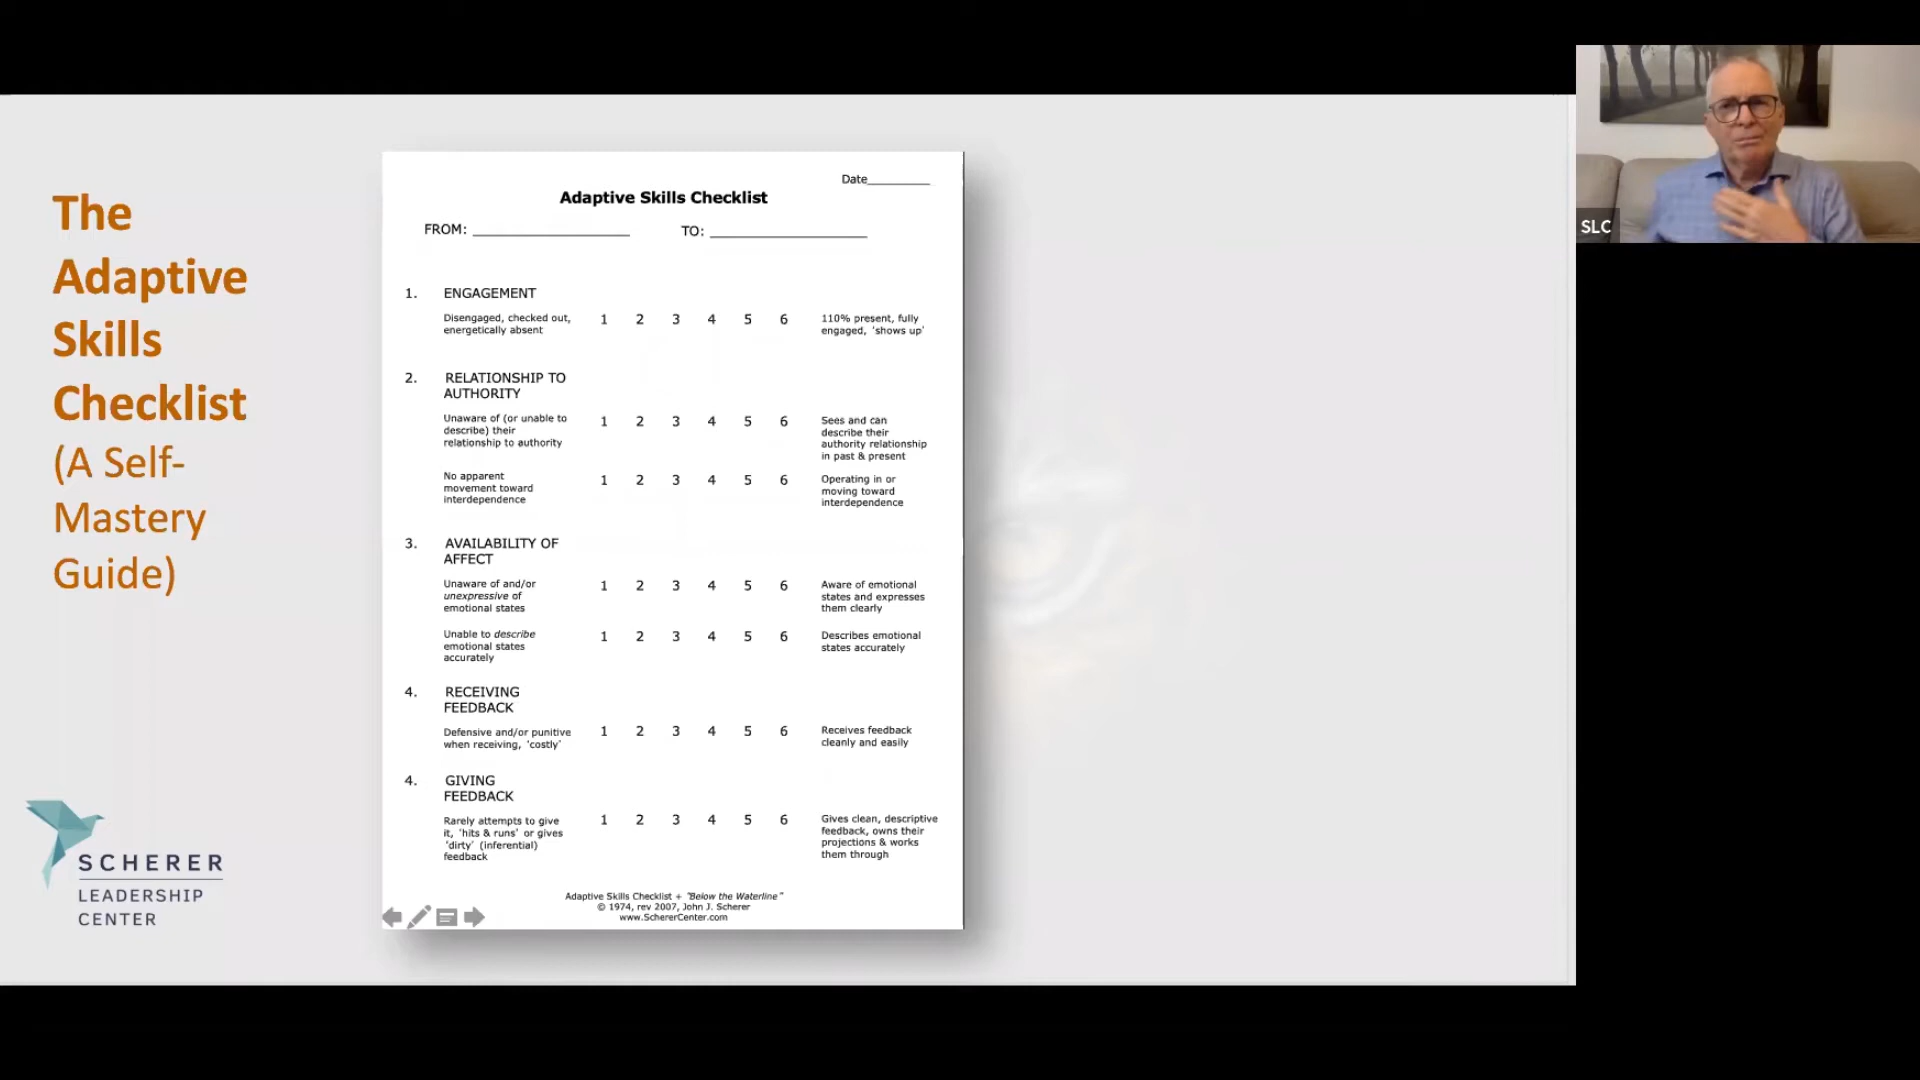 The
Adaptive
Skills
Checklist
(A Self-
Mastery
Guide)
SCHERER
LEADERSHIP
CENTER
Date_________
Adaptive Skills Checklist
FROM: ____________________ TO: ____________________
1. ENGAGEMENT
Disengaged, checked out,
energetically absent
1 2 3 4 5 6
110% present, fully
engaged, 'shows up'
2. RELATIONSHIP TO
AUTHORITY
Unaware of (or unable to
describe) their
relationship to authority
1 2 3 4 5 6
Sees and can
describe their
authority relationship
in past & present
No apparent
movement toward
interdependence
1 2 3 4 5 6
Operating in or
moving toward
interdependence
3. AVAILABILITY OF
AFFECT
Unaware of and/or
unexpressive of
emotional states
1 2 3 4 5 6
Aware of emotional
states and expresses
them clearly
Unable to describe
emotional states
accurately
1 2 3 4 5 6
Describes emotional
states accurately
4. RECEIVING
FEEDBACK
Defensive and/or punitive
when receiving, 'costly'
1 2 3 4 5 6
Receives feedback
cleanly and easily
4. GIVING
FEEDBACK
Rarely attempts to give
it, 'hits & runs' or gives
'dirty' (inferential)
feedback
1 2 3 4 5 6
Gives clean, descriptive
feedback, owns their
projections & works
them through
Adaptive Skills Checklist + "Below the Waterline"
© 1974, rev 2007, John J. Scherer
www.SchererCenter.com
SLC